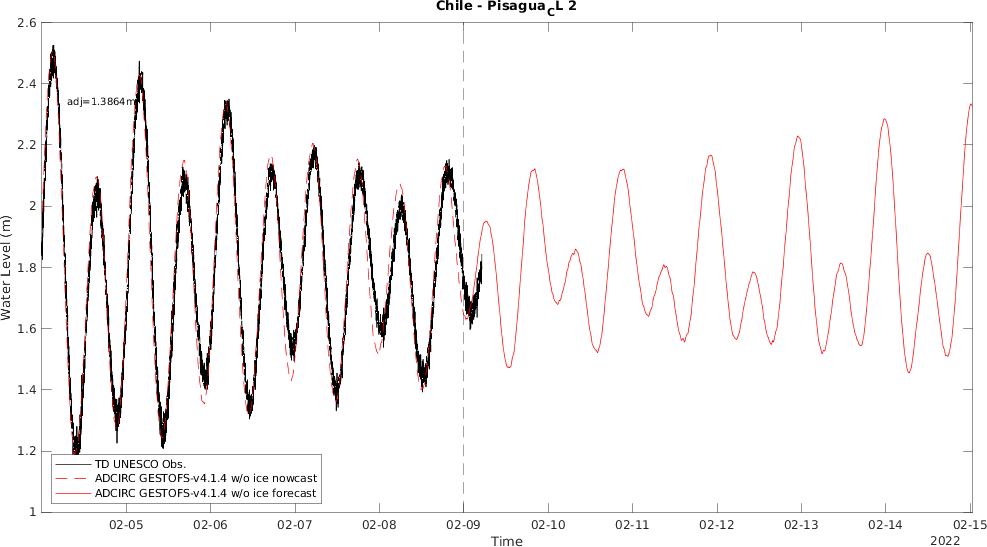 Chile - PisaguaCL 2
2.6
2.4
adj=1.3864m
2.2
2
1.8
1.6
1.4
1.2
1
Water Level (m)
TD UNESCO Obs.
ADCIRC GESTOFS-v4.1.4 w/o ice nowcast
ADCIRC GESTOFS-v4.1.4 w/o ice forecast
02-05 02-06 02-07 02-08 02-09 02-10 02-11 02-12 02-13 02-14 02-15
Time
2022